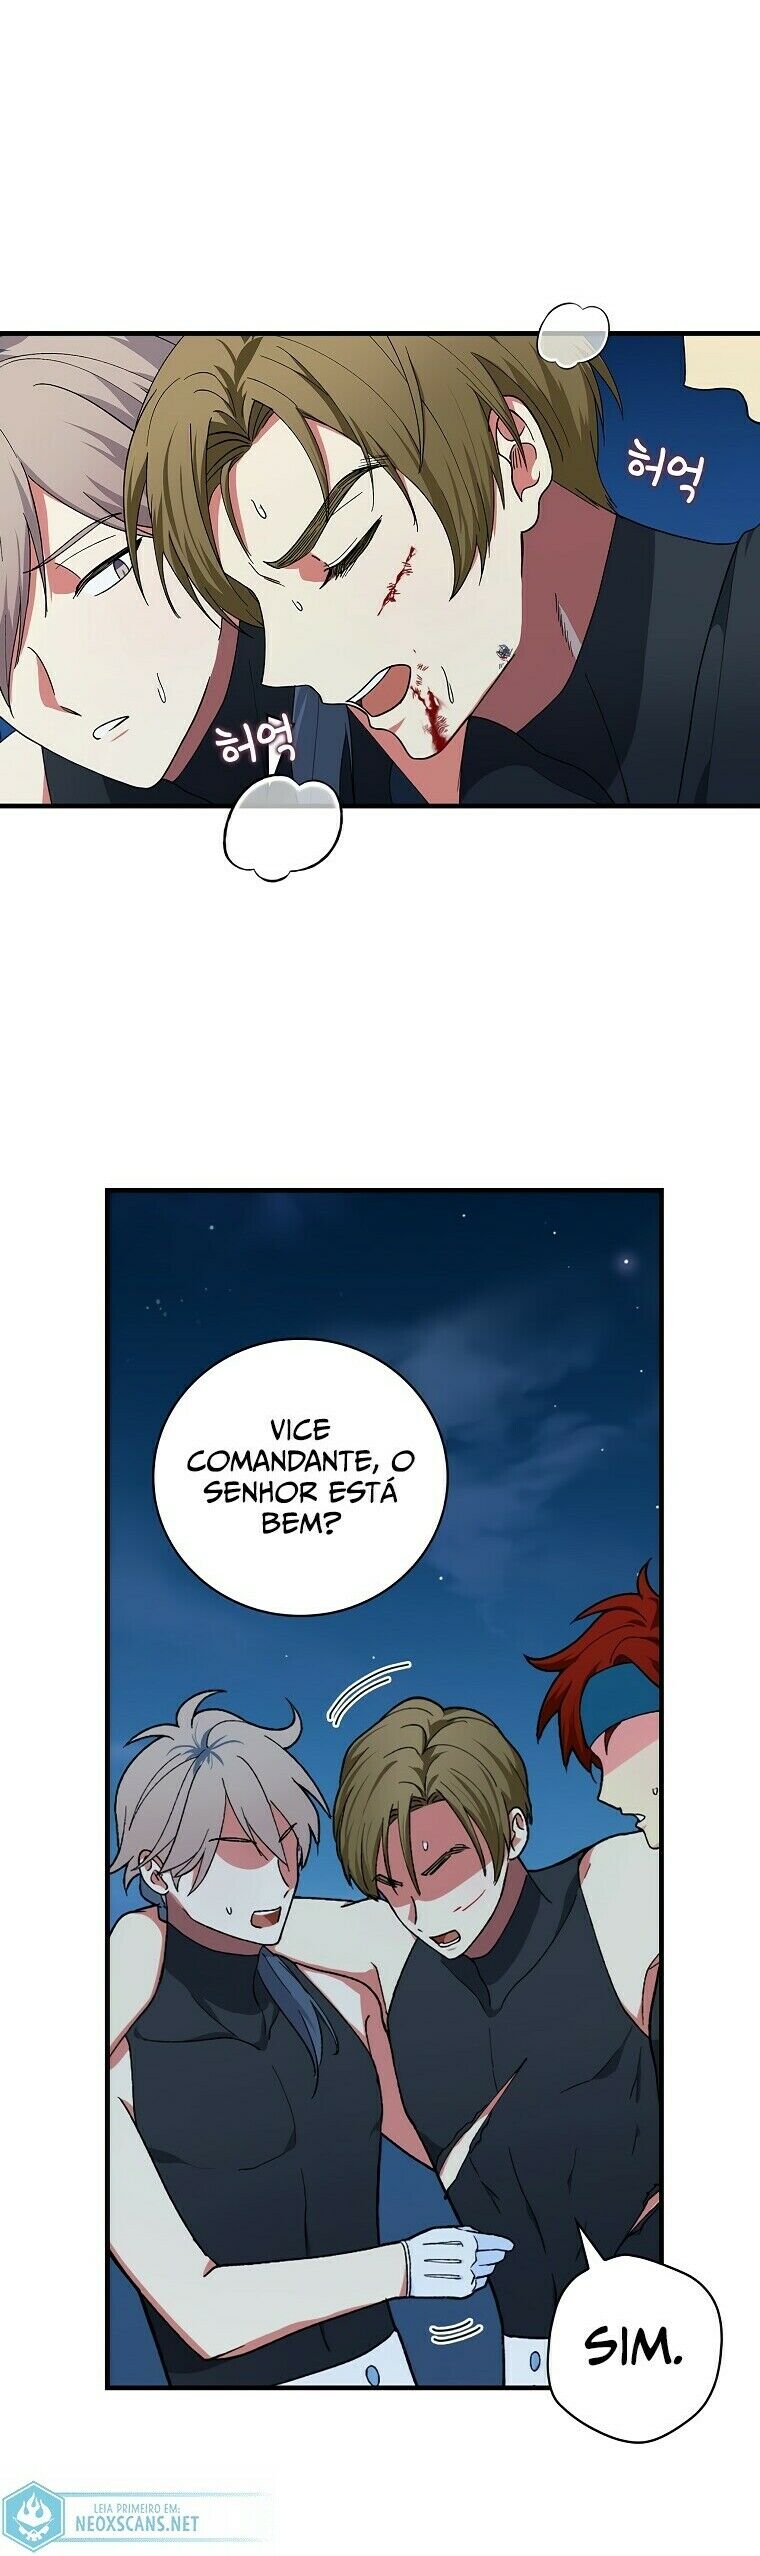 허억
허억
VICE
COMANDANTE, O
SENHOR ESTÁ
BEM?
SIM.
LEIA PRIMEIRO EM:
NEOXSCANS.NET